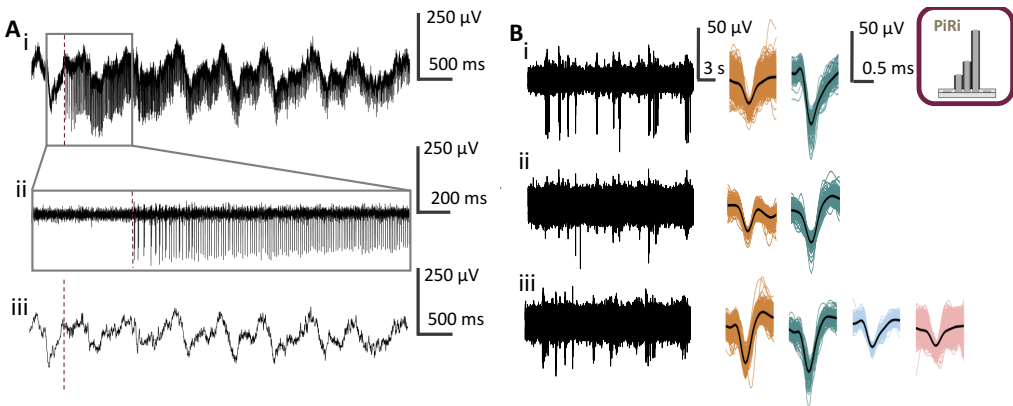 A
i
250 µV
500 ms
ii
250 µV
200 ms
iii
250 µV
500 ms
B
i
50 µV
3 s
50 µV
0.5 ms
PiRi
ii
iii